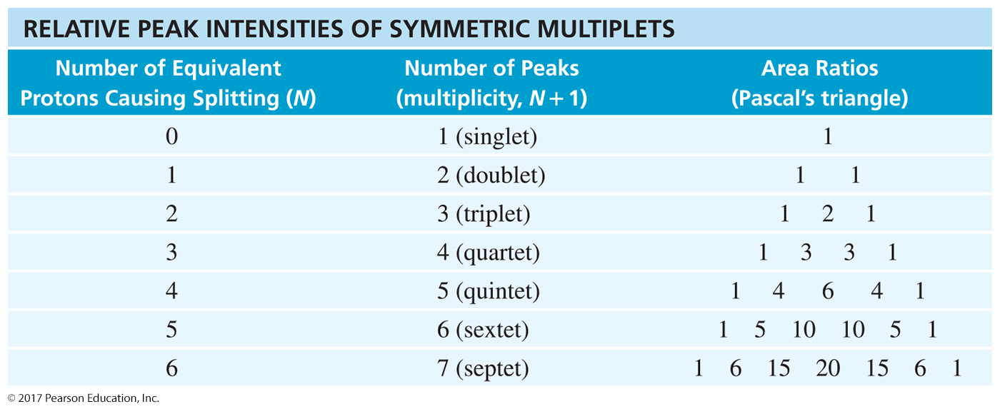 RELATIVE PEAK INTENSITIES OF SYMMETRIC MULTIPLETS
Number of Equivalent Protons Causing Splitting (N)
Number of Peaks (multiplicity, N + 1)
Area Ratios (Pascal's triangle)
0 1 (singlet) 1
1 2 (doublet) 1 1
2 3 (triplet) 1 2 1
3 4 (quartet) 1 3 3 1
4 5 (quintet) 1 4 6 4 1
5 6 (sextet) 1 5 10 10 5 1
6 7 (septet) 1 6 15 20 15 6 1
© 2017 Pearson Education, Inc.